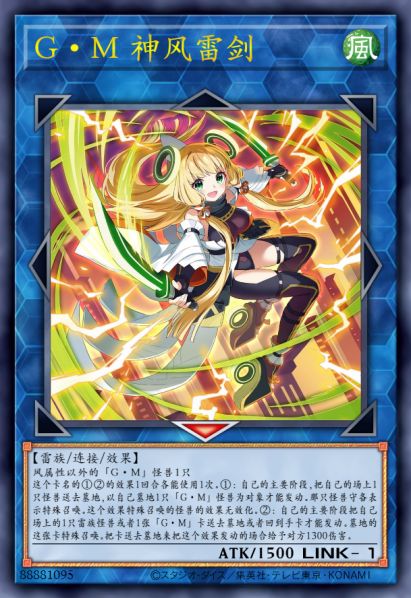 G·M 神风雷剑
風
【雷族/连接/效果】
风属性以外的「G·M」怪兽1只
这个卡名的①②的效果1回合各能使用1次。①：自己的主要阶段，把自己的场上1
只怪兽送去墓地，以自己墓地1只「G·M」怪兽为对象才能发动。那只怪兽守备表
示特殊召唤。这个效果特殊召唤的怪兽的效果无效化。②：自己的主要阶段把自己
场上的1只雷族怪兽或者1张「G·M」卡送去墓地或者回到手卡才能发动。墓地的
这张卡特殊召唤。把卡送去墓地来把这个效果发动的场合给予对方1300伤害。
ATK/1500 LINK-1
88881095
©スタジオ·ダイス/集英社·テレビ東京·KONAMI